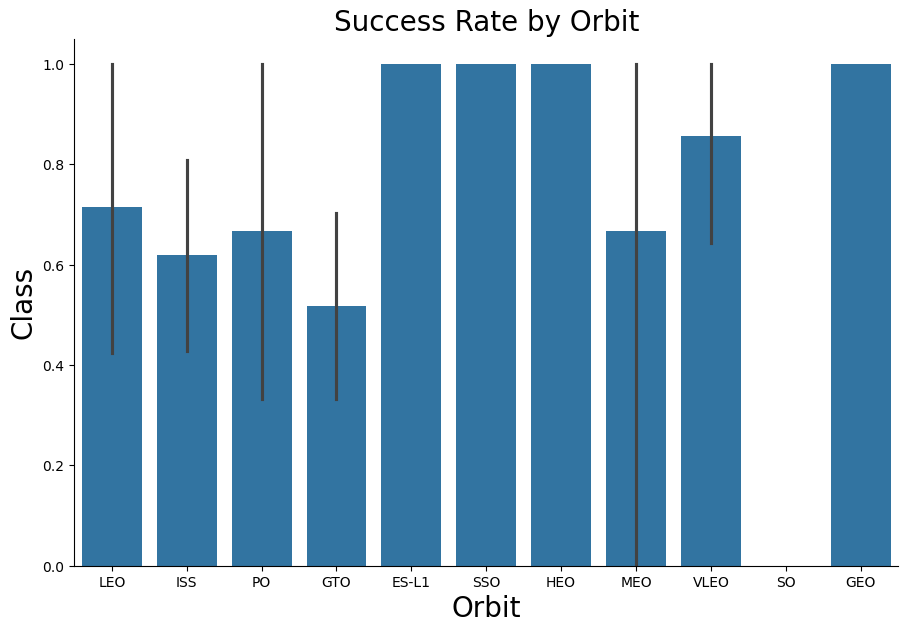 Success Rate by Orbit
Class
1.0
0.8
0.6
0.4
0.2
0.0
LEO ISS PO GTO ES-L1 SSO HEO MEO VLEO SO GEO
Orbit